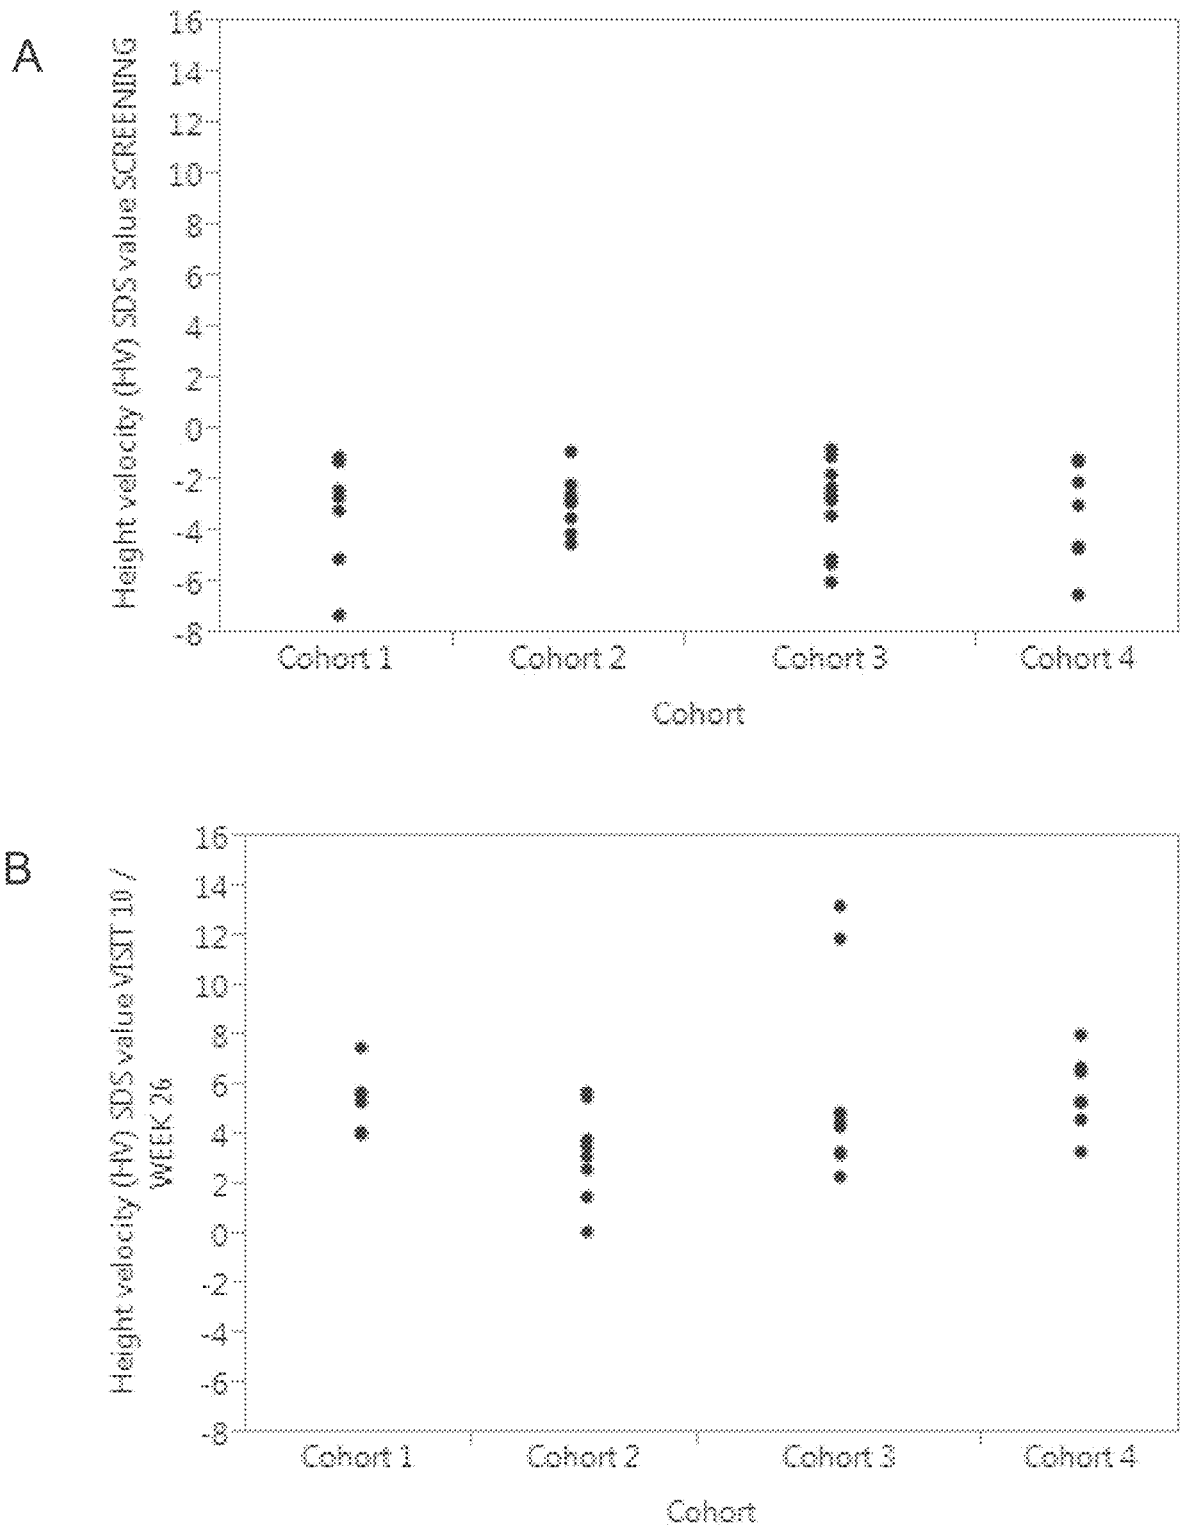 A
Height velocity (HV) SDS value SCREENING
16
14
12
10
8
6
4
2
0
-2
-4
-6
-8
Cohort 1 Cohort 2 Cohort 3 Cohort 4
Cohort
B
Height velocity (HV) SDS value VISIT 10 /
WEEK 26
16
14
12
10
8
6
4
2
0
-2
-4
-6
-8
Cohort 1 Cohort 2 Cohort 3 Cohort 4
Cohort